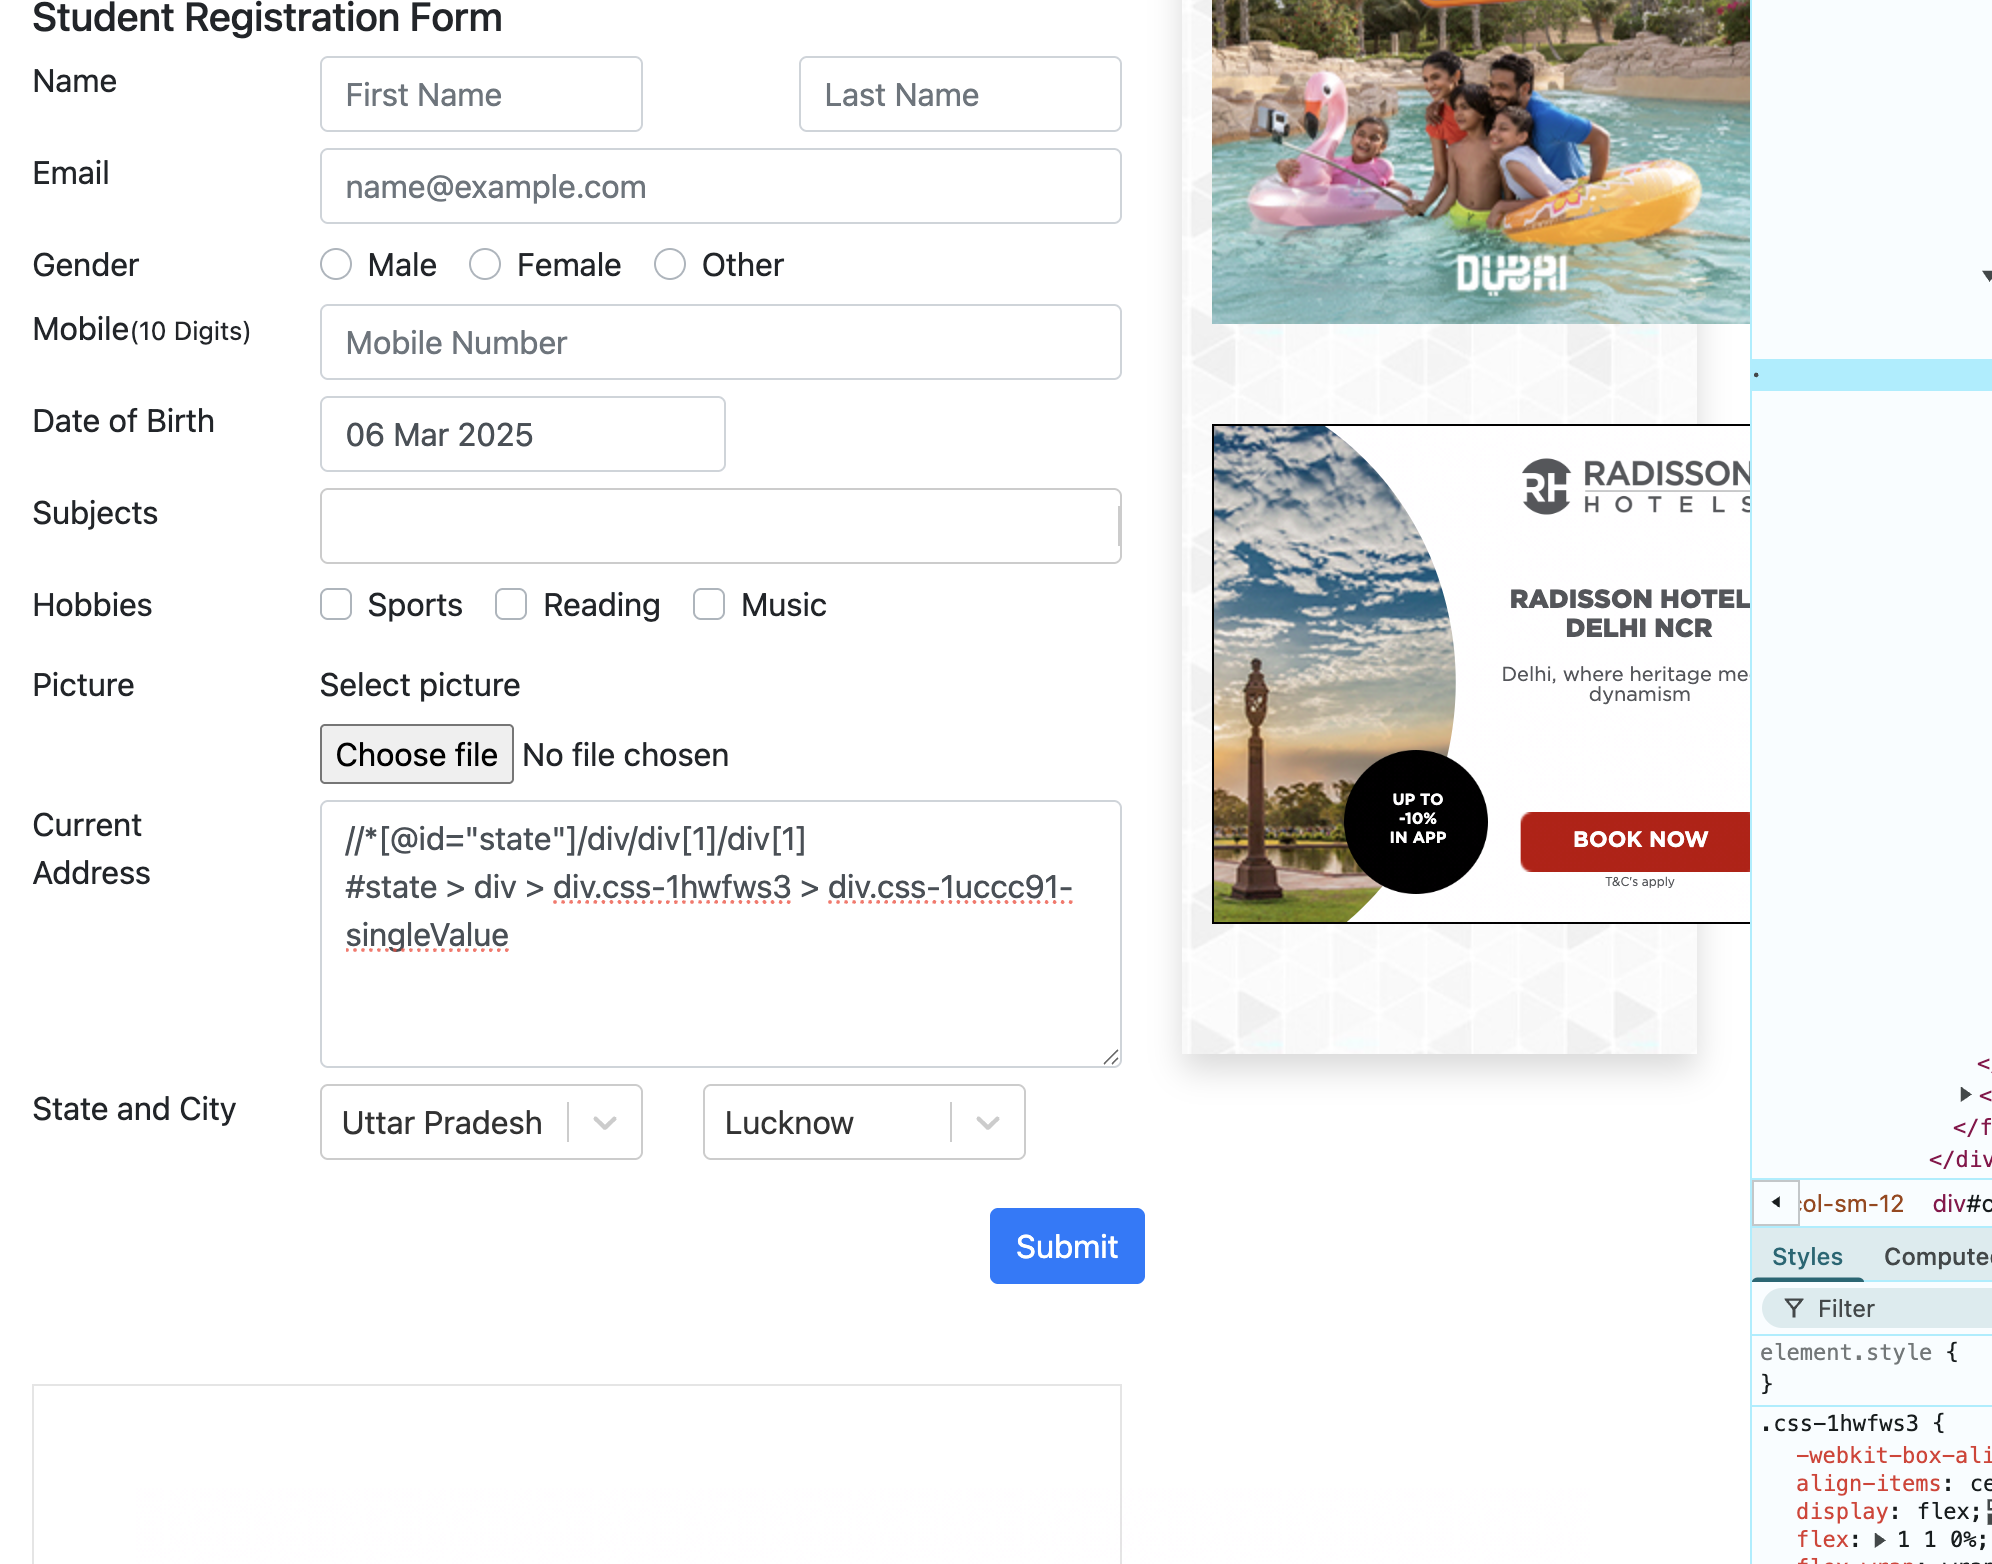 Student Registration Form
Name
First Name
Last Name
Email
name@example.com
Gender
Male
Female
Other
Mobile(10 Digits)
Mobile Number
Date of Birth
06 Mar 2025
Subjects
Hobbies
Sports
Reading
Music
Picture
Select picture
Choose file
No file chosen
Current
Address
//*[@id="state"]/div/div[1]/div[1]
#state > div > div.css-1hwfws3 > div.css-1uccc91-
singleValue
State and City
Uttar Pradesh
Lucknow
Submit
DUBAI
RH
RADISSON
HOTELS
RADISSON HOTEL
DELHI NCR
Delhi, where heritage me
dynamism
UP TO
-10%
IN APP
BOOK NOW
T&C's apply
</f
</div
col-sm-12
div#c
Styles
Compute
Filter
element.style {
}
.css-1hwfws3 {
-webkit-box-ali
align-items: ce
display: flex;
flex: 1 1 0%;